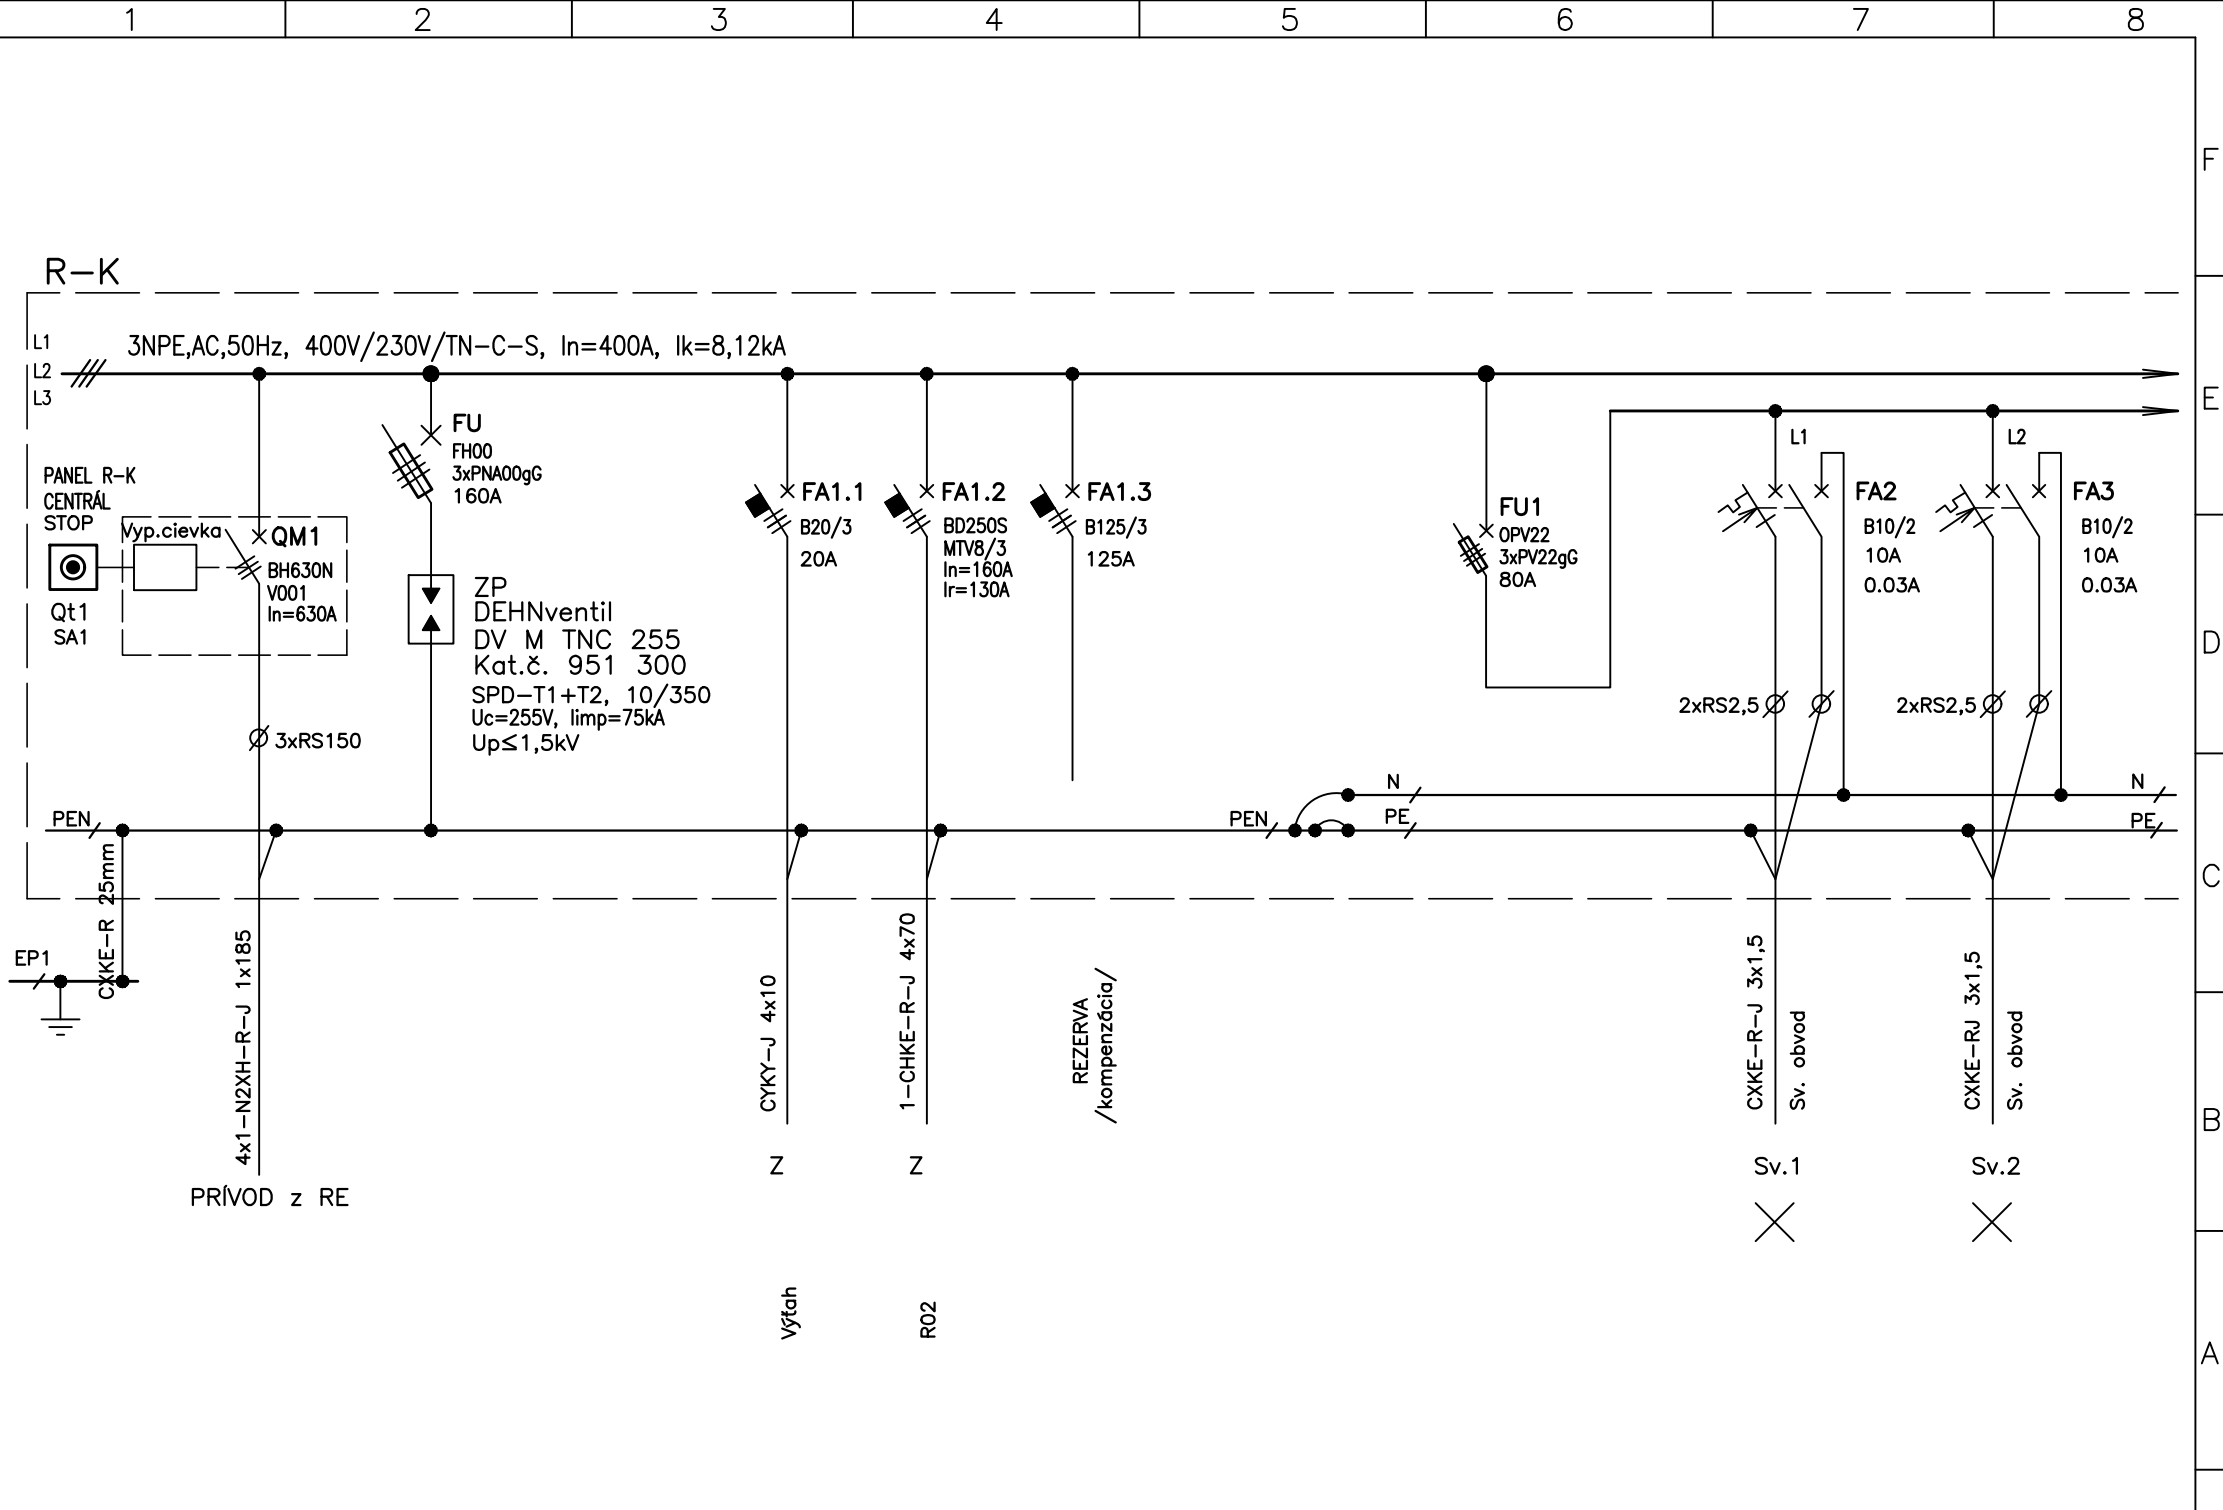 1 2 3 4 5 6 7 8
F
E
D
C
B
A
R-K
L1
L2
L3
3NPE,AC,50Hz, 400V/230V/TN-C-S, In=400A, Ik=8,12kA
PANEL R-K
CENTRÁL
STOP
Qt1
SA1
Vyp.cievka
QM1
BH630N
V001
In=630A
3xRS150
FU
FH00
3xPNA00gG
160A
ZP
DEHNventil
DV M TNC 255
Kat.č. 951 300
SPD-T1+T2, 10/350
Uc=255V, Iimp=75kA
Up≤1,5kV
FA1.1
B20/3
20A
FA1.2
BD250S
MTV8/3
In=160A
Ir=130A
FA1.3
B125/3
125A
FU1
OPV22
3xPV22gG
80A
L1
FA2
B10/2
10A
0.03A
2xRS2,5
L2
FA3
B10/2
10A
0.03A
2xRS2,5
PEN
PEN
N
PE
N
PE
EP1
CXKE-R 25mm
4x1-N2XH-R-J 1x185
PRÍVOD z RE
CYKY-J 4x10
Z
Výťah
1-CHKE-R-J 4x70
Z
R02
REZERVA
/kompenzácia/
CXKE-R-J 3x1,5
Sv. obvod
Sv.1
CXKE-RJ 3x1,5
Sv. obvod
Sv.2